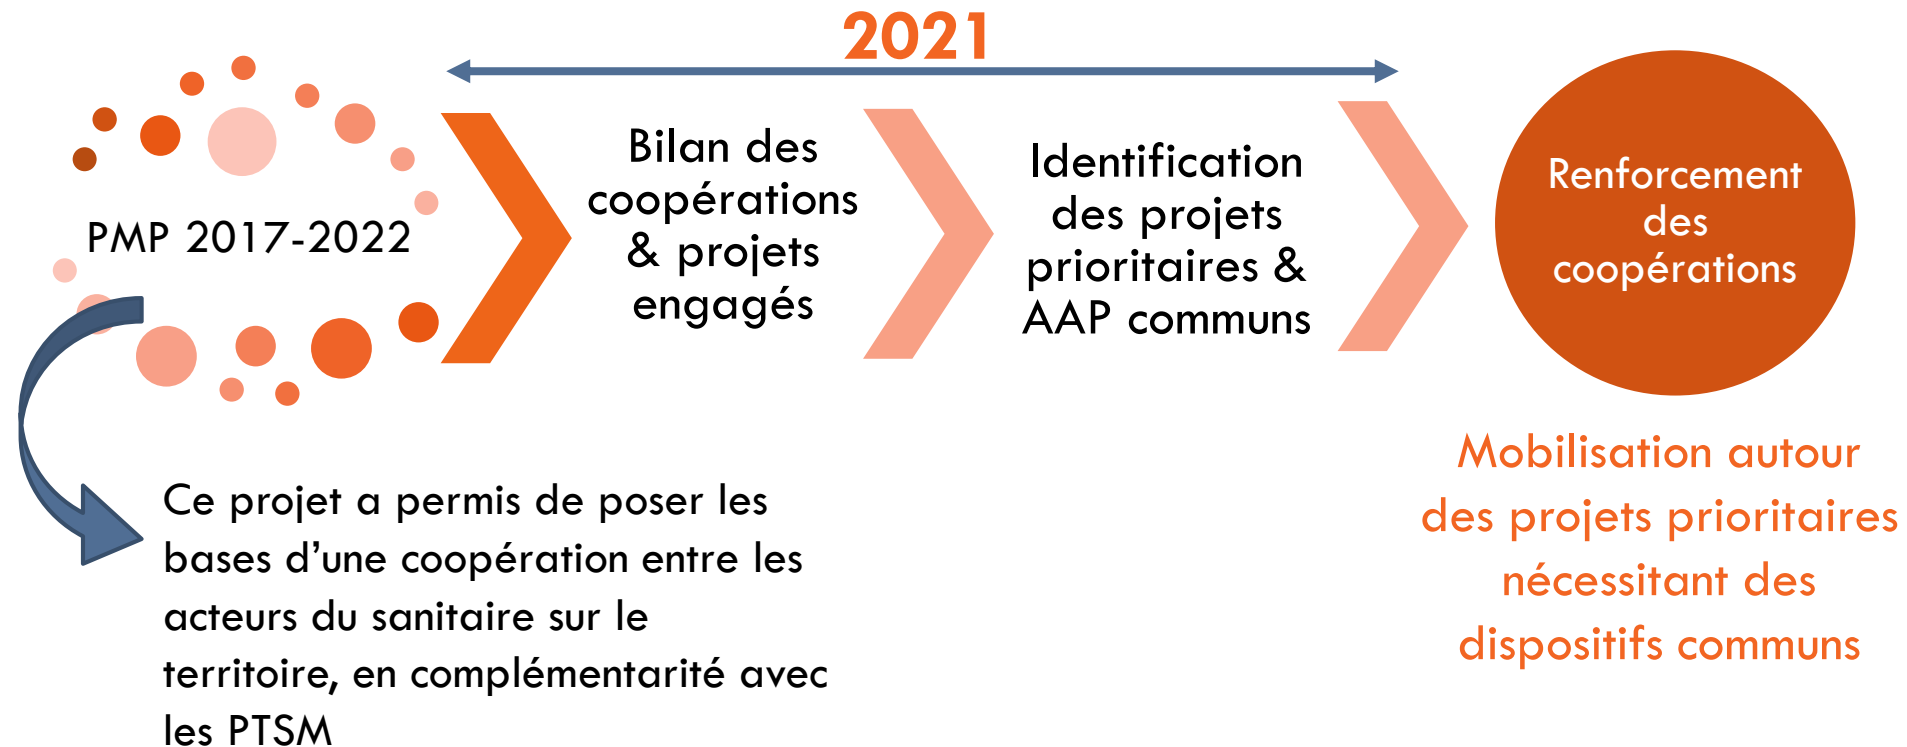 2021
PMP 2017-2022
Bilan des
coopérations
& projets
engagés
Identification
des projets
prioritaires &
AAP communs
Renforcement
des
coopérations
Ce projet a permis de poser les
bases d’une coopération entre les
acteurs du sanitaire sur le
territoire, en complémentarité avec
les PTSM
Mobilisation autour
des projets prioritaires
nécessitant des
dispositifs communs